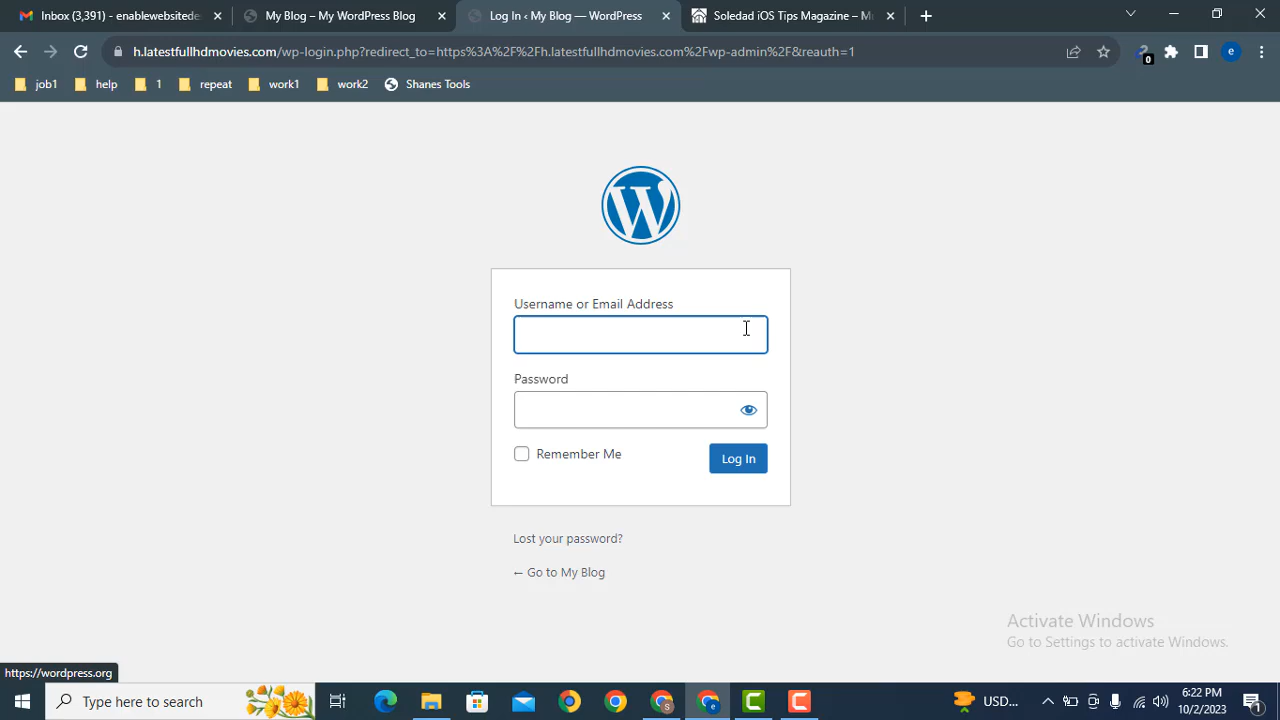 Inbox (3,391) - enablewebsitede
My Blog – My WordPress Blog
Log In ‹ My Blog — WordPress
Soledad iOS Tips Magazine – M
h.latestfullhdmovies.com/wp-login.php?redirect_to=https%3A%2F%2Fh.latestfullhdmovies.com%2Fwp-admin%2F&reauth=1
0
e
job1
help
1
repeat
work1
work2
Shanes Tools
Username or Email Address
Password
Remember Me
Log In
Lost your password?
← Go to My Blog
Activate Windows
Go to Settings to activate Windows.
https://wordpress.org
Type here to search
USD...
6:22 PM
10/2/2023
1